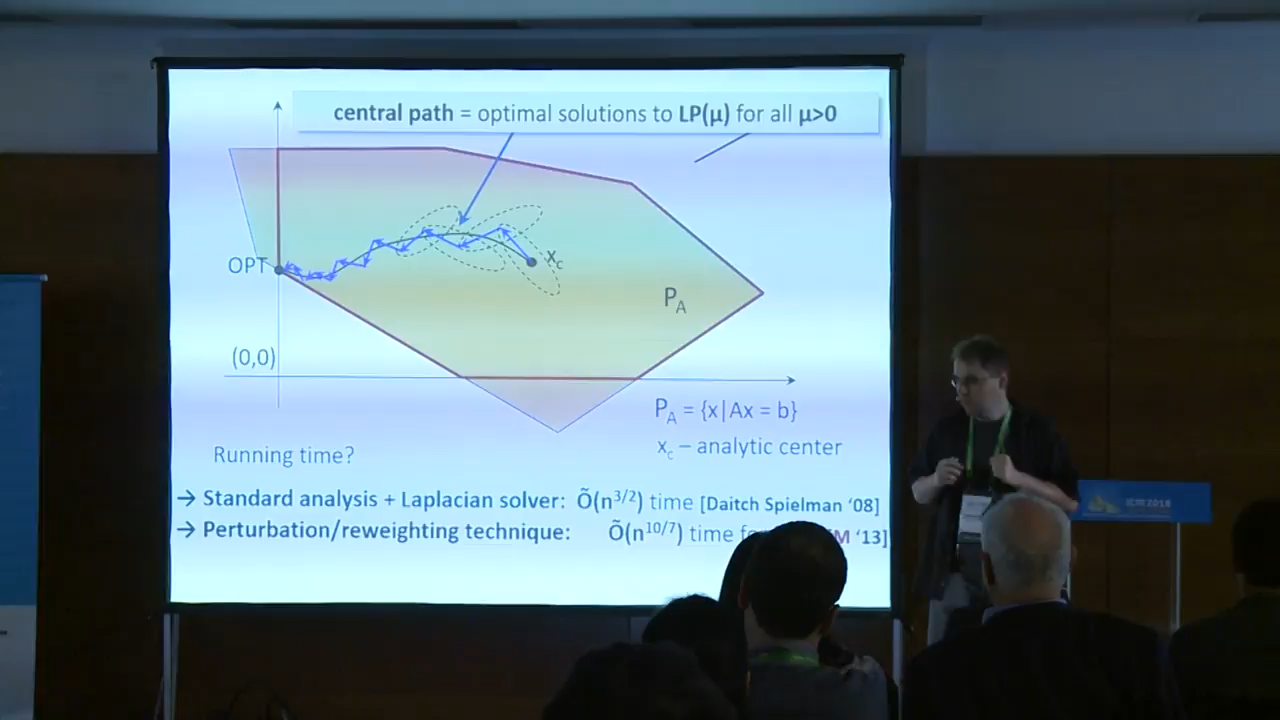 central path = optimal solutions to LP(μ) for all μ>0
OPT
x_c
P_A
(0,0)
P_A = {x|Ax = b}
x_c – analytic center
Running time?
→ Standard analysis + Laplacian solver: Õ(n^{3/2}) time [Daitch Spielman ‘08]
→ Perturbation/reweighting technique: Õ(n^{10/7}) time M ‘13]
ICM 2018